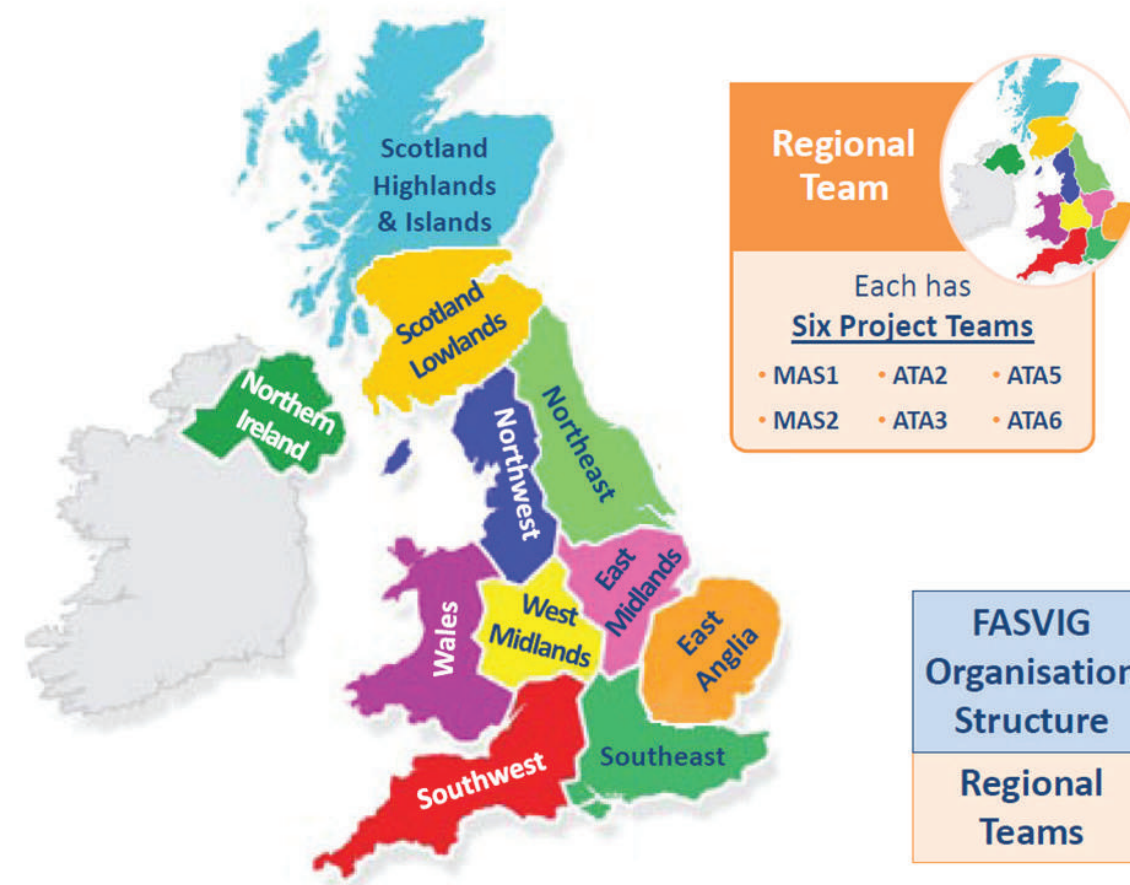 Scotland
Highlands
& Islands
Scotland
Lowlands
Northern
Ireland
Northwest
Northeast
Wales
West
Midlands
East
Midlands
East
Anglia
Southwest
Southeast
Regional
Team
Each has
Six Project Teams
• MAS1 • ATA2 • ATA5
• MAS2 • ATA3 • ATA6
FASVIG
Organisation
Structure
Regional
Teams